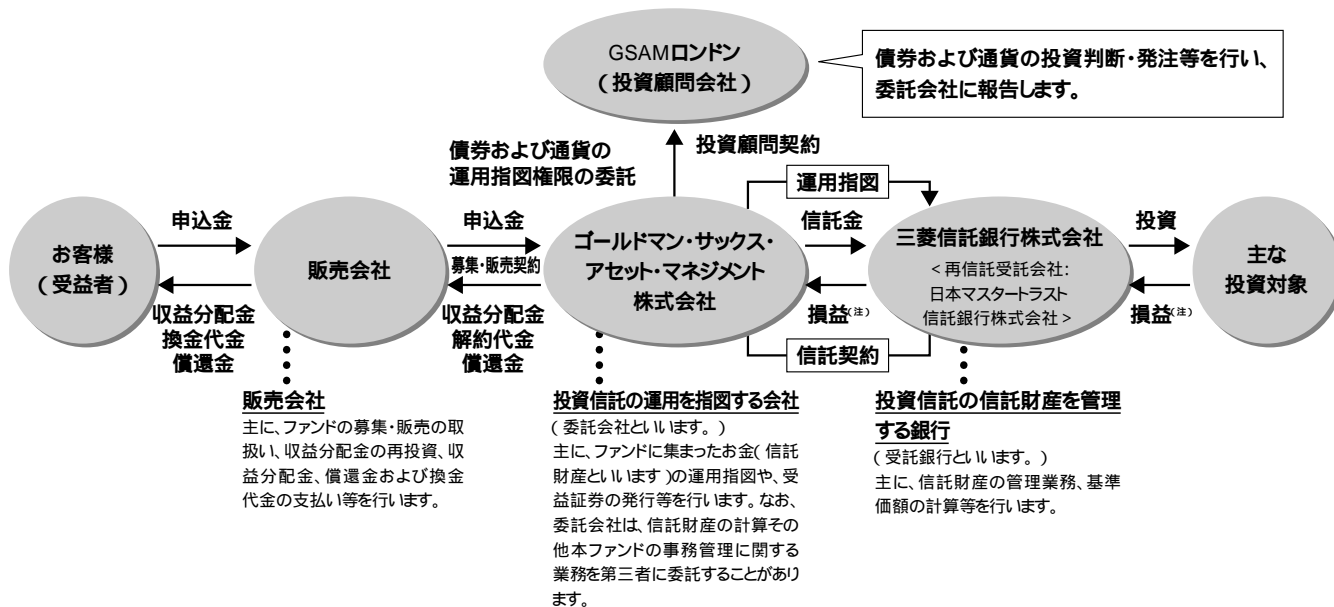 GSAMロンドン
(投資顧問会社)
債券および通貨の投資判断・発注等を行い、
委託会社に報告します。
債券および通貨の
運用指図権限の委託
投資顧問契約
運用指図
お客様
(受益者)
申込金
収益分配金
換金代金
償還金
販売会社
申込金
募集・販売契約
収益分配金
解約代金
償還金
ゴールドマン・サックス・
アセット・マネジメント
株式会社
信託金
損益(注)
信託契約
三菱信託銀行株式会社
<再信託受託会社:
日本マスタートラスト
信託銀行株式会社>
投資
損益(注)
主な
投資対象
販売会社
主に、ファンドの募集・販売の取
扱い、収益分配金の再投資、収
益分配金、償還金および換金
代金の支払い等を行います。
投資信託の運用を指図する会社
(委託会社といいます。)
主に、ファンドに集まったお金(信託
財産といいます)の運用指図や、受
益証券の発行等を行います。なお、
委託会社は、信託財産の計算その
他本ファンドの事務管理に関する
業務を第三者に委託することがあり
ます。
投資信託の信託財産を管理
する銀行
(受託銀行といいます。)
主に、信託財産の管理業務、基準
価額の計算等を行います。